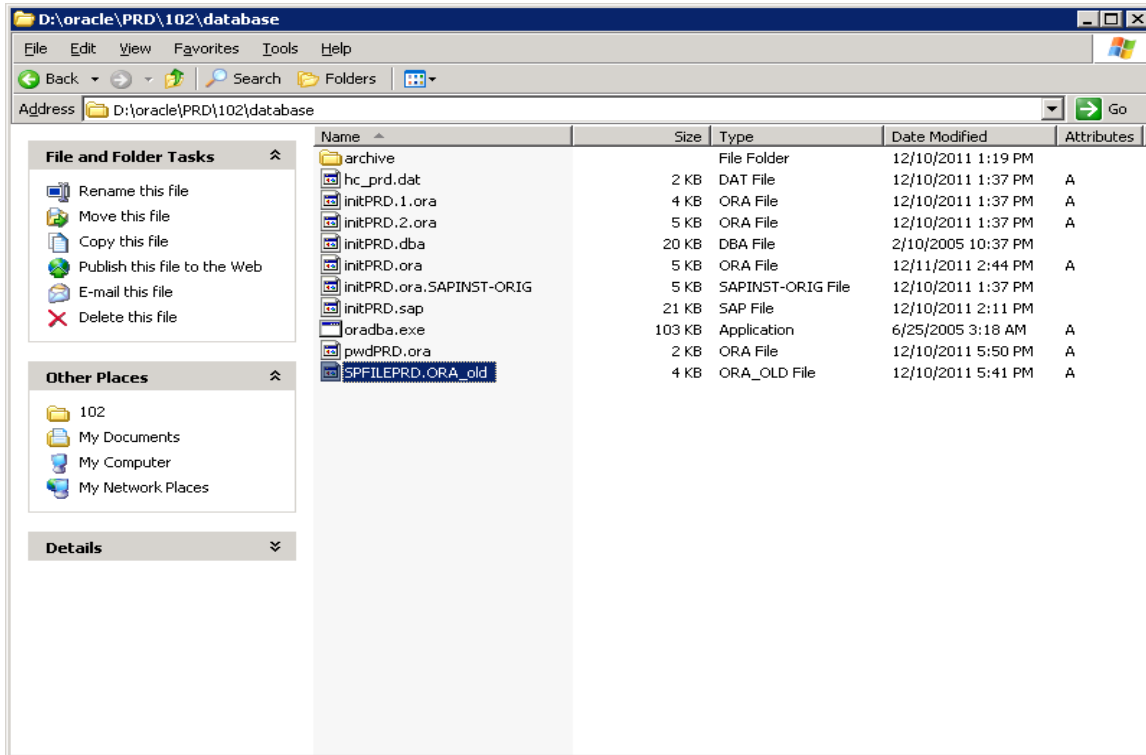 D:\oracle\PRD\102\database
File Edit View Favorites Tools Help
Back Search Folders
Address D:\oracle\PRD\102\database Go
File and Folder Tasks
Rename this file
Move this file
Copy this file
Publish this file to the Web
E-mail this file
Delete this file
Other Places
102
My Documents
My Computer
My Network Places
Details
Name Size Type Date Modified Attributes
archive File Folder 12/10/2011 1:19 PM
hc_prd.dat 2 KB DAT File 12/10/2011 1:37 PM A
initPRD.1.ora 4 KB ORA File 12/10/2011 1:37 PM A
initPRD.2.ora 5 KB ORA File 12/10/2011 1:37 PM A
initPRD.dba 20 KB DBA File 2/10/2005 10:37 PM
initPRD.ora 5 KB ORA File 12/11/2011 2:44 PM A
initPRD.ora.SAPINST-ORIG 5 KB SAPINST-ORIG File 12/10/2011 1:37 PM
initPRD.sap 21 KB SAP File 12/10/2011 2:11 PM
oradba.exe 103 KB Application 6/25/2005 3:18 AM A
pwdPRD.ora 2 KB ORA File 12/10/2011 5:50 PM A
SPFILEPRD.ORA_old 4 KB ORA_OLD File 12/10/2011 5:41 PM A